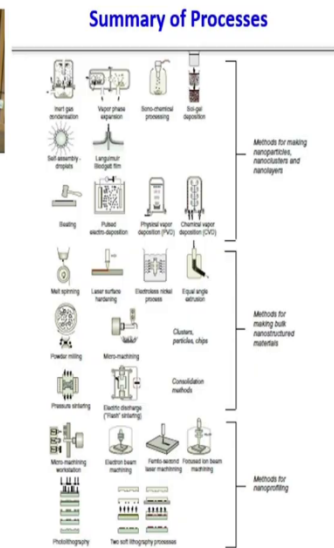 Summary of Processes
Inert gas condensation
Vapor phase expansion
Sono-chemical processing
Sol-gel deposition
Self-assembly - droplets
Langmuir Blodgett film
Methods for making nanoparticles, nanoclusters and nanolayers
Beating
Pulsed electro-deposition
Physical vapor deposition (PVD)
Chemical vapor deposition (CVD)
Melt spinning
Laser surface hardening
Electroless nickel process
Equal angle extrusion
Methods for making bulk nanostructured materials
Powder milling
Micro-machining
Clusters, particles, chips
Pressure sintering
Electric discharge ("Flash" sintering)
Consolidation methods
Micro-machining workstation
Electron beam machining
Femto-second laser machining
Focused ion beam machining
Methods for nanoprofiling
Photolithography
Two soft lithography processes